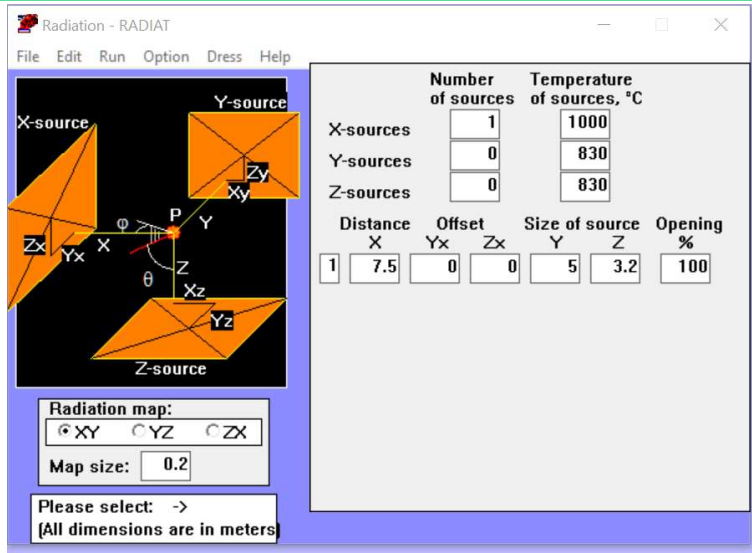 Radiation - RADIAT
File Edit Run Option Dress Help
X-source
Y-source
Zy
Xy
P
Y
φ
Zx
Yx
X
θ
Z
Xz
Yz
Z-source
Radiation map:
XY YZ ZX
Map size: 0.2
Please select: ->
(All dimensions are in meters)
Number Temperature
of sources of sources, °C
X-sources 1 1000
Y-sources 0 830
Z-sources 0 830
Distance Offset Size of source Opening
X Yx Zx Y Z %
1 7.5 0 0 5 3.2 100